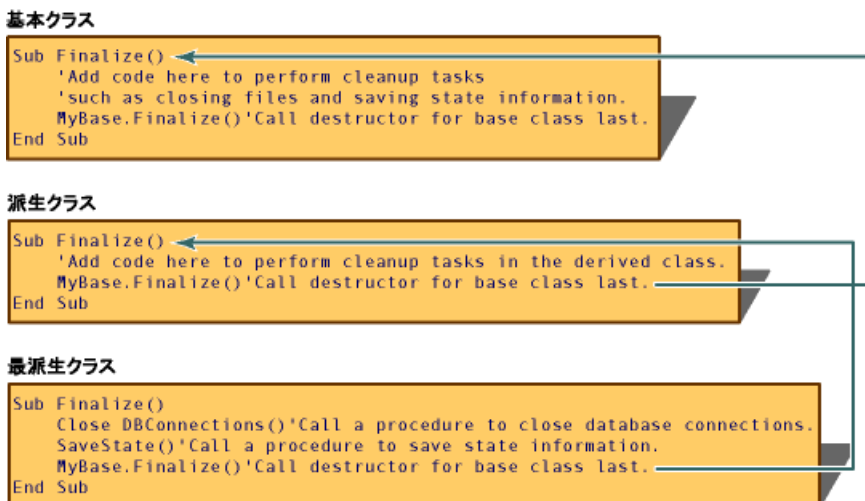 基本クラス
Sub Finalize()
'Add code here to perform cleanup tasks
'such as closing files and saving state information.
MyBase.Finalize()'Call destructor for base class last.
End Sub
派生クラス
Sub Finalize()
'Add code here to perform cleanup tasks in the derived class.
MyBase.Finalize()'Call destructor for base class last.
End Sub
最派生クラス
Sub Finalize()
Close DBConnections()'Call a procedure to close database connections.
SaveState()'Call a procedure to save state information.
MyBase.Finalize()'Call destructor for base class last.
End Sub